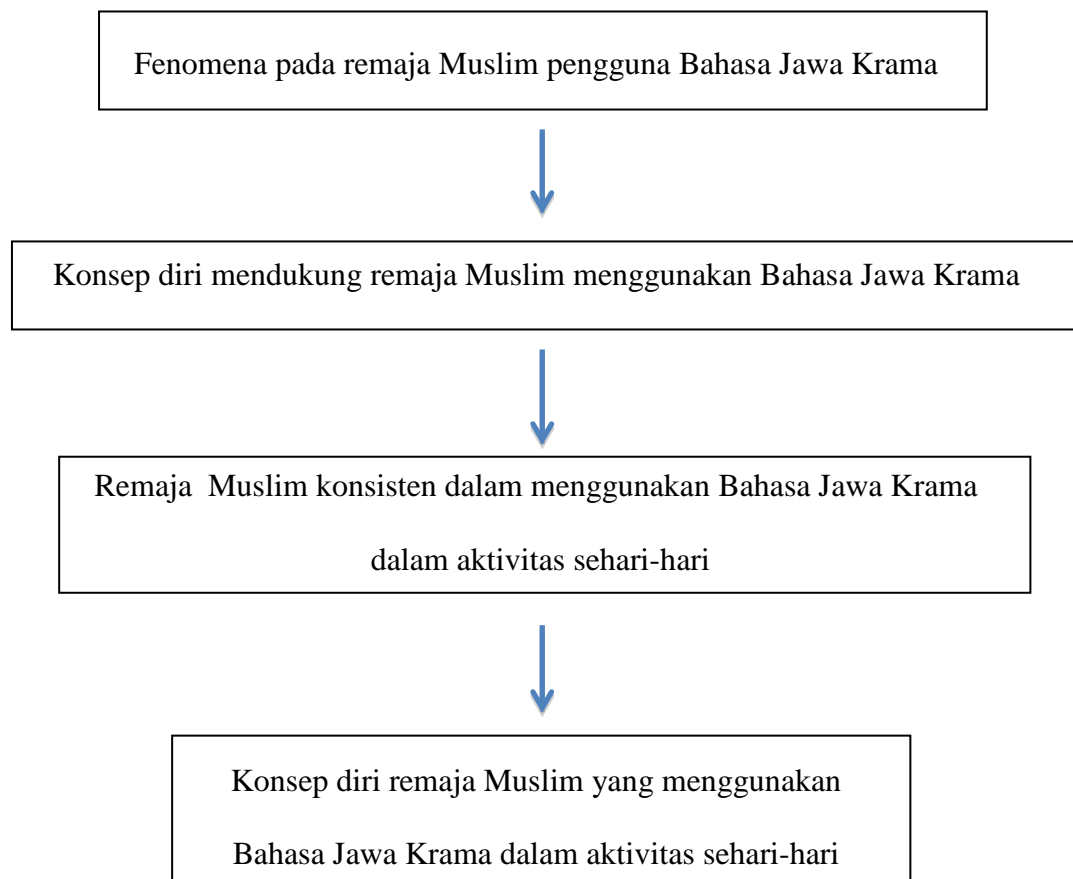 Fenomena pada remaja Muslim pengguna Bahasa Jawa Krama
Konsep diri mendukung remaja Muslim menggunakan Bahasa Jawa Krama
Remaja Muslim konsisten dalam menggunakan Bahasa Jawa Krama
dalam aktivitas sehari-hari
Konsep diri remaja Muslim yang menggunakan
Bahasa Jawa Krama dalam aktivitas sehari-hari